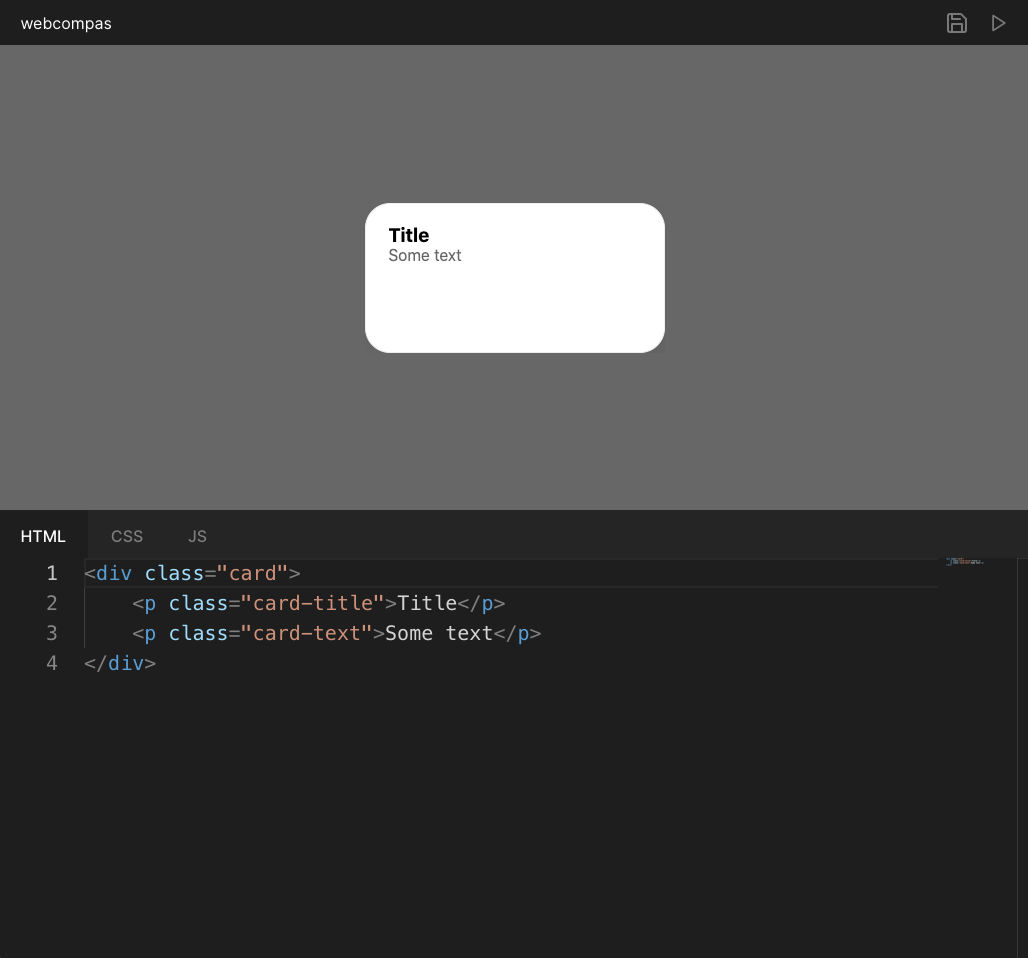 webcompas
Title
Some text
HTML CSS JS
1 <div class="card">
2     <p class="card-title">Title</p>
3     <p class="card-text">Some text</p>
4 </div>